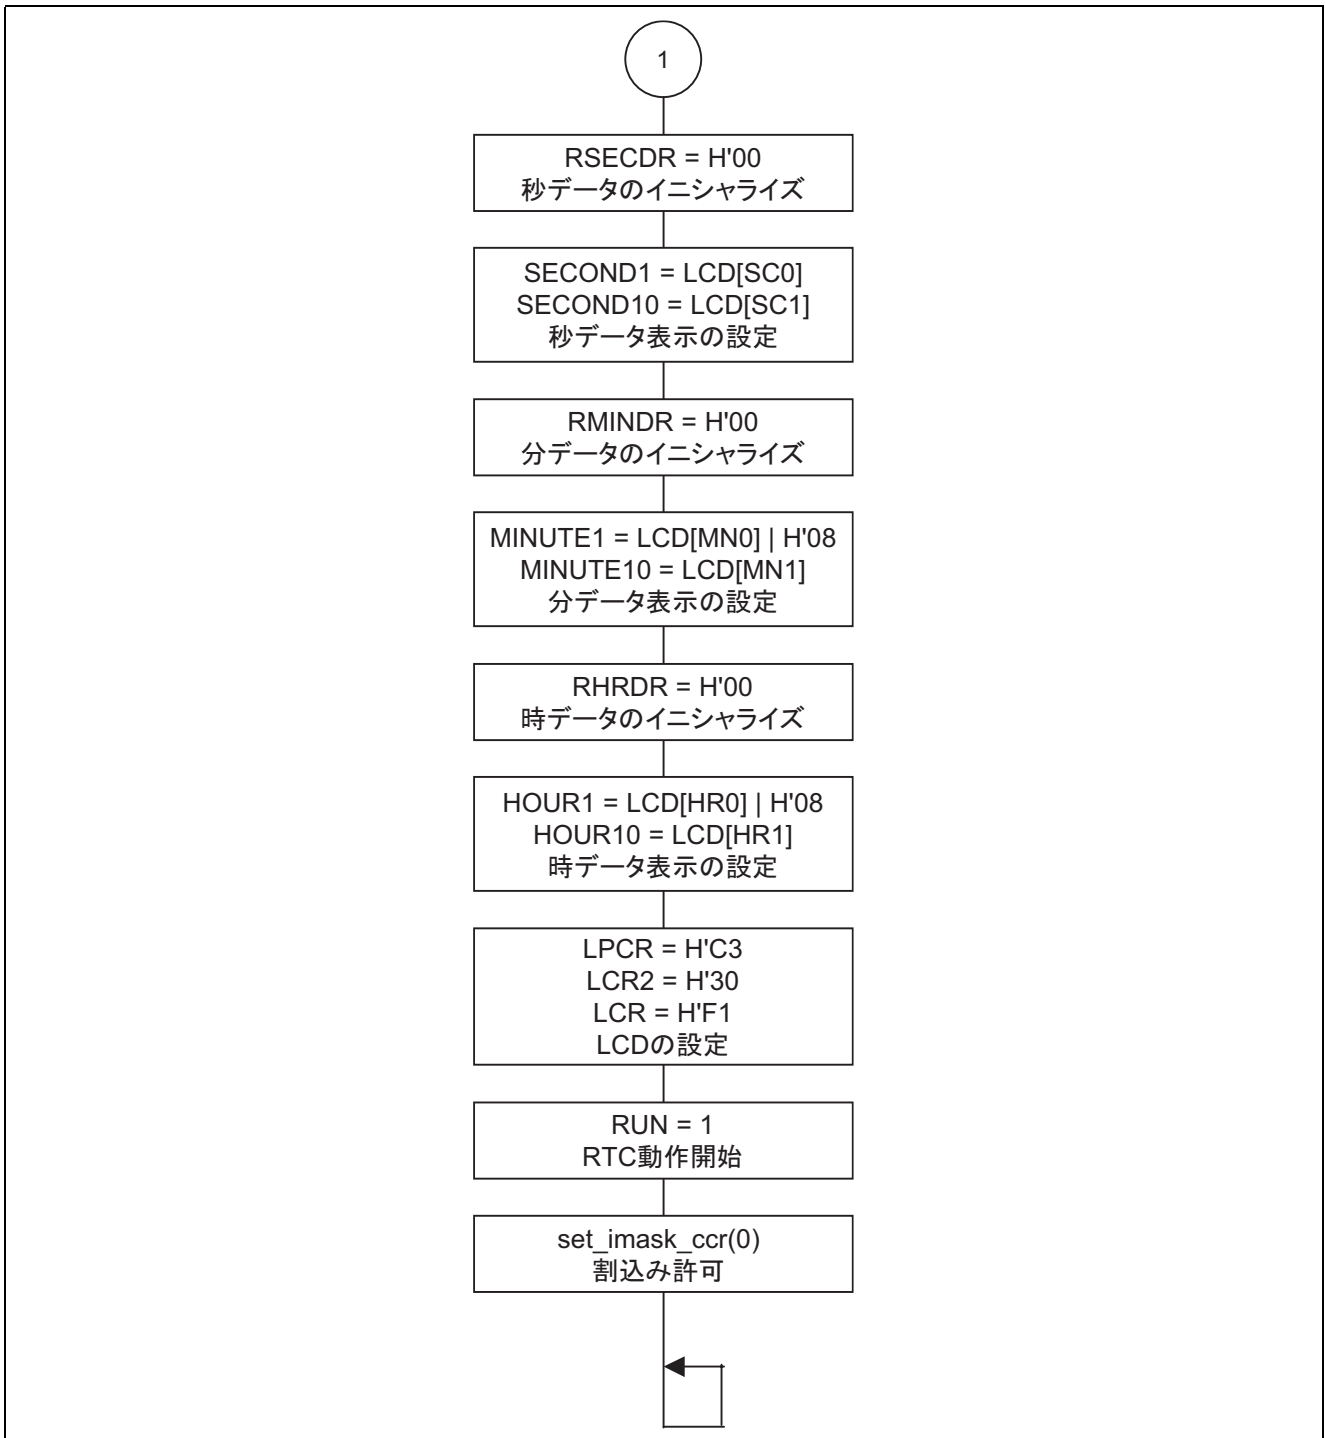 1
RSECDR = H'00
秒データのイニシャライズ
SECOND1 = LCD[SC0]
SECOND10 = LCD[SC1]
秒データ表示の設定
RMINDR = H'00
分データのイニシャライズ
MINUTE1 = LCD[MN0] | H'08
MINUTE10 = LCD[MN1]
分データ表示の設定
RHRDR = H'00
時データのイニシャライズ
HOUR1 = LCD[HR0] | H'08
HOUR10 = LCD[HR1]
時データ表示の設定
LPCR = H'C3
LCR2 = H'30
LCR = H'F1
LCDの設定
RUN = 1
RTC動作開始
set_imask_ccr(0)
割込み許可